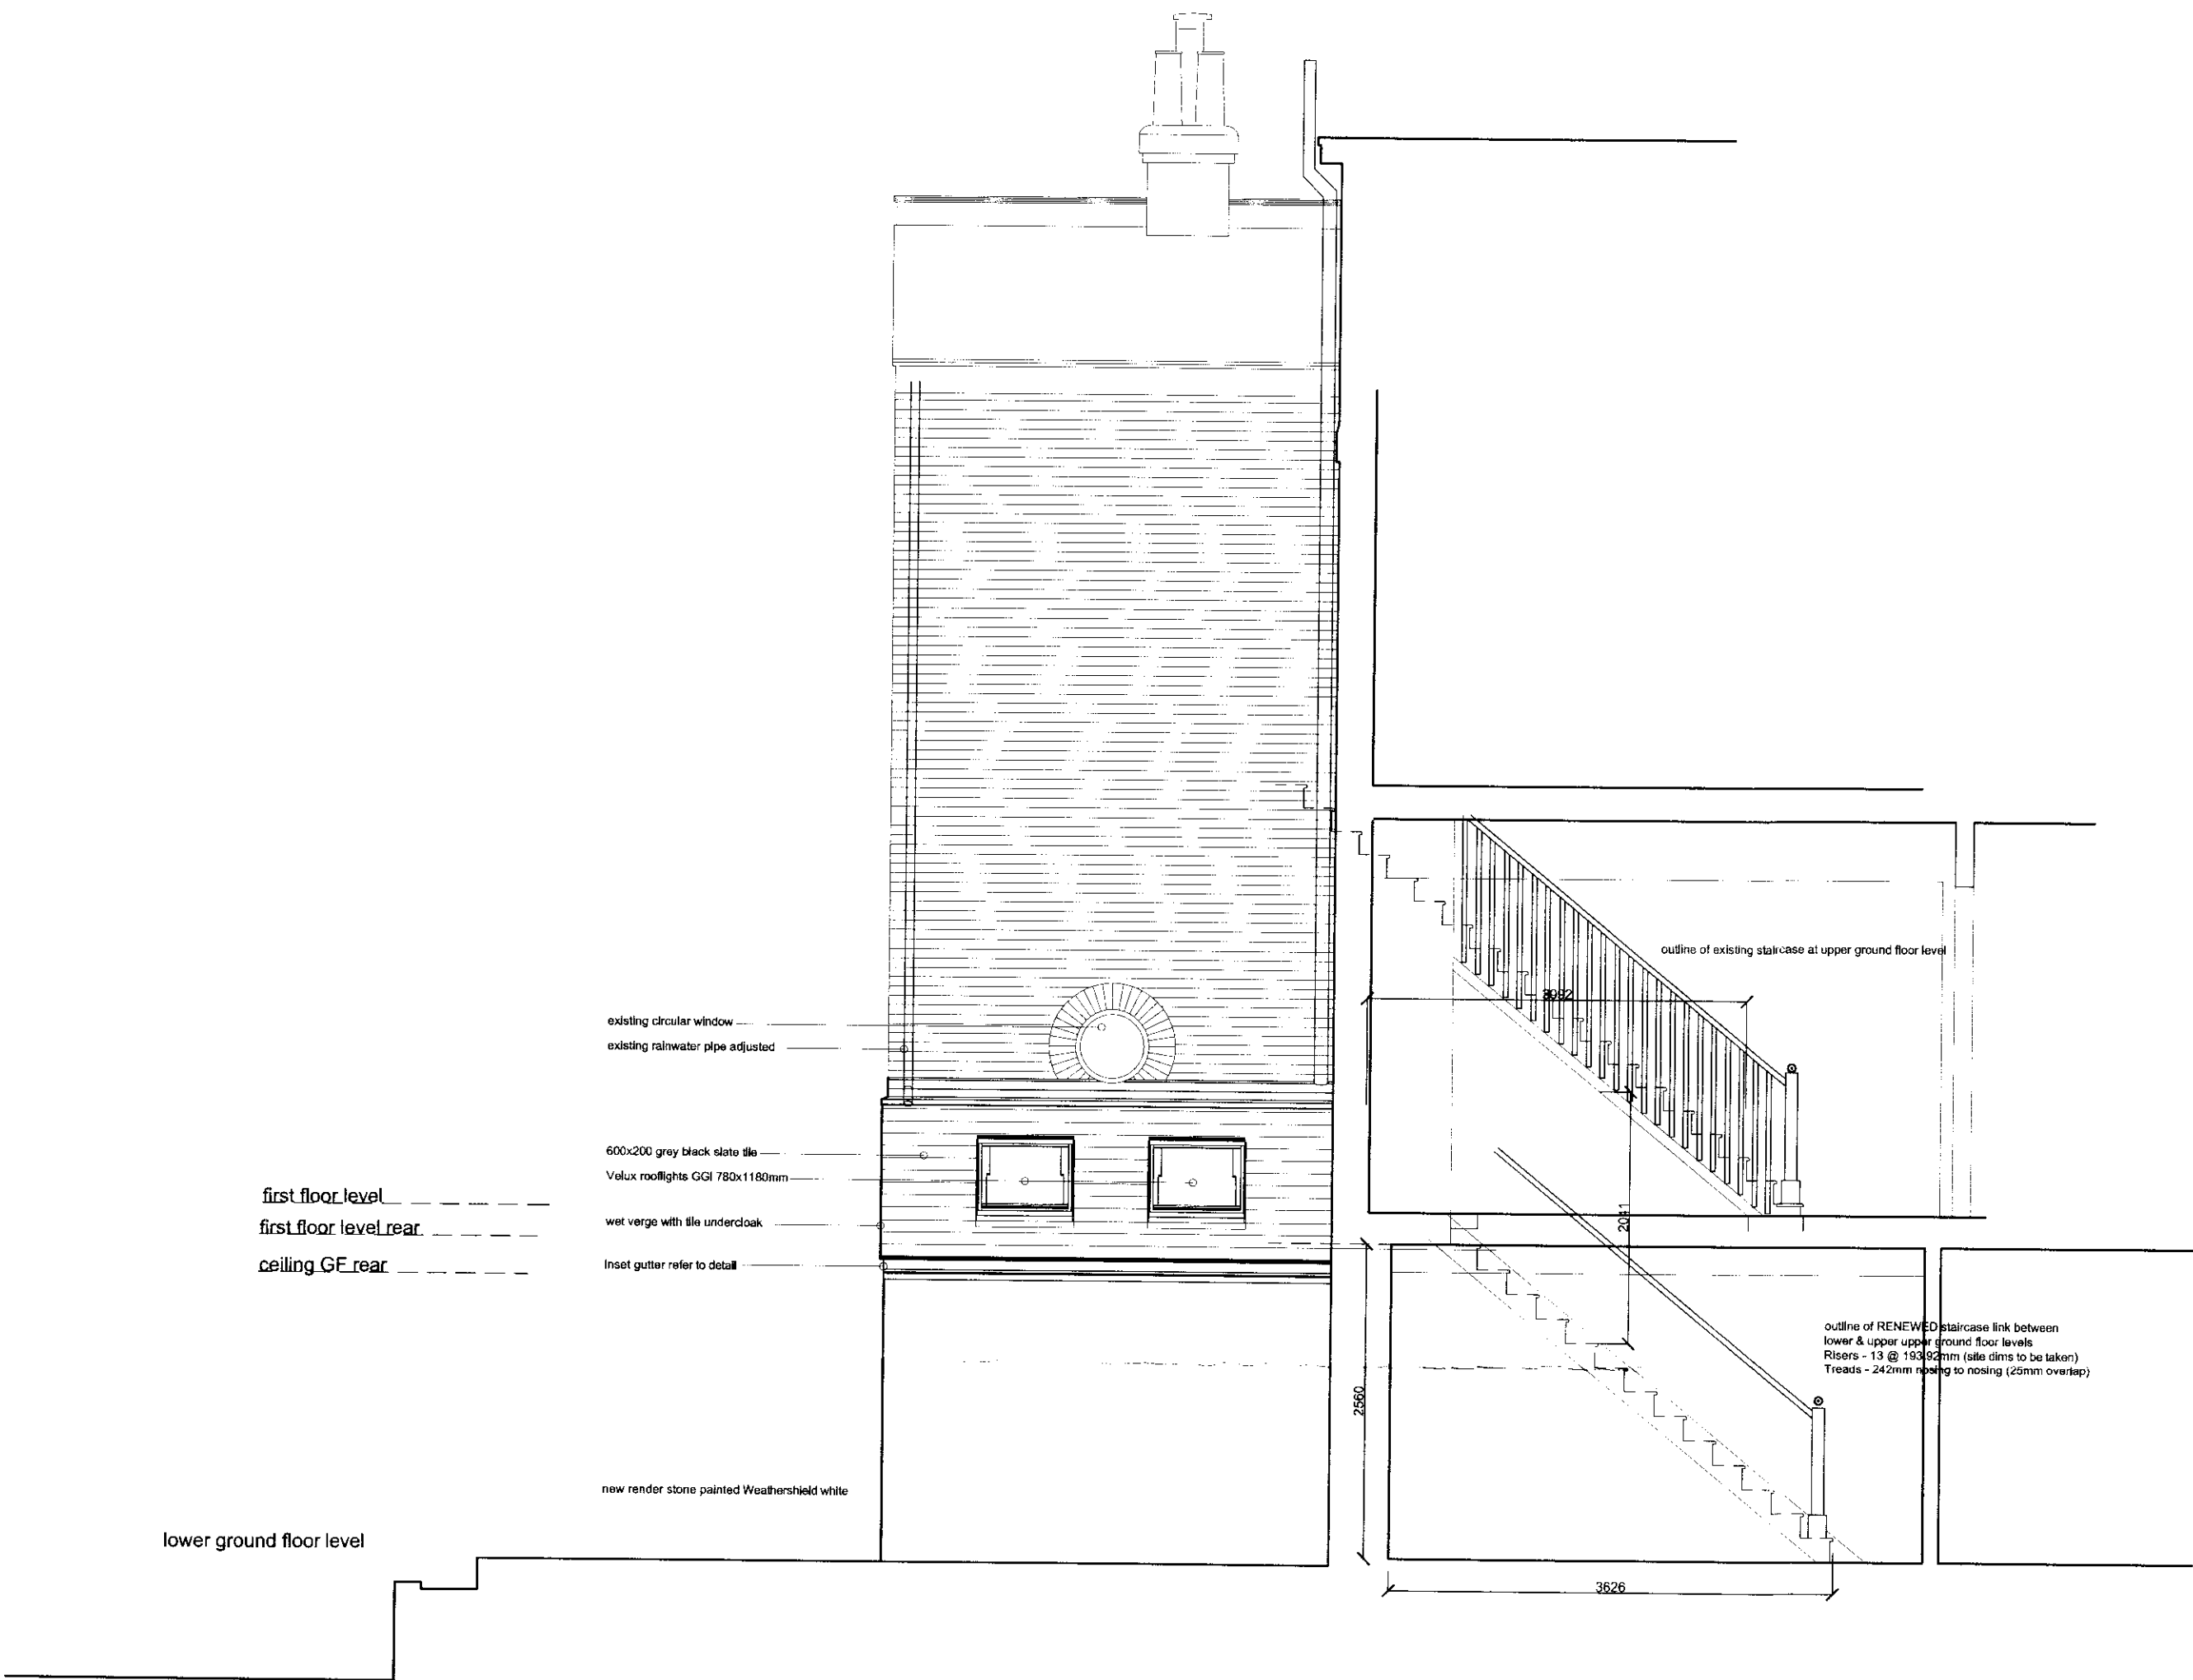 outline of existing staircase at upper ground floor level
3992
existing circular window
existing rainwater pipe adjusted
600x200 grey black slate tile
Velux rooflights GGI 780x1180mm
first floor level
wet verge with tile undercloak
first floor level rear
2041
Inset gutter refer to detail
ceiling GF rear
outline of RENEWED staircase link between
lower & upper upper ground floor levels
Risers - 13 @ 193.92mm (site dims to be taken)
Treads - 242mm nosing to nosing (25mm overlap)
2560
new render stone painted Weathershield white
lower ground floor level
3626